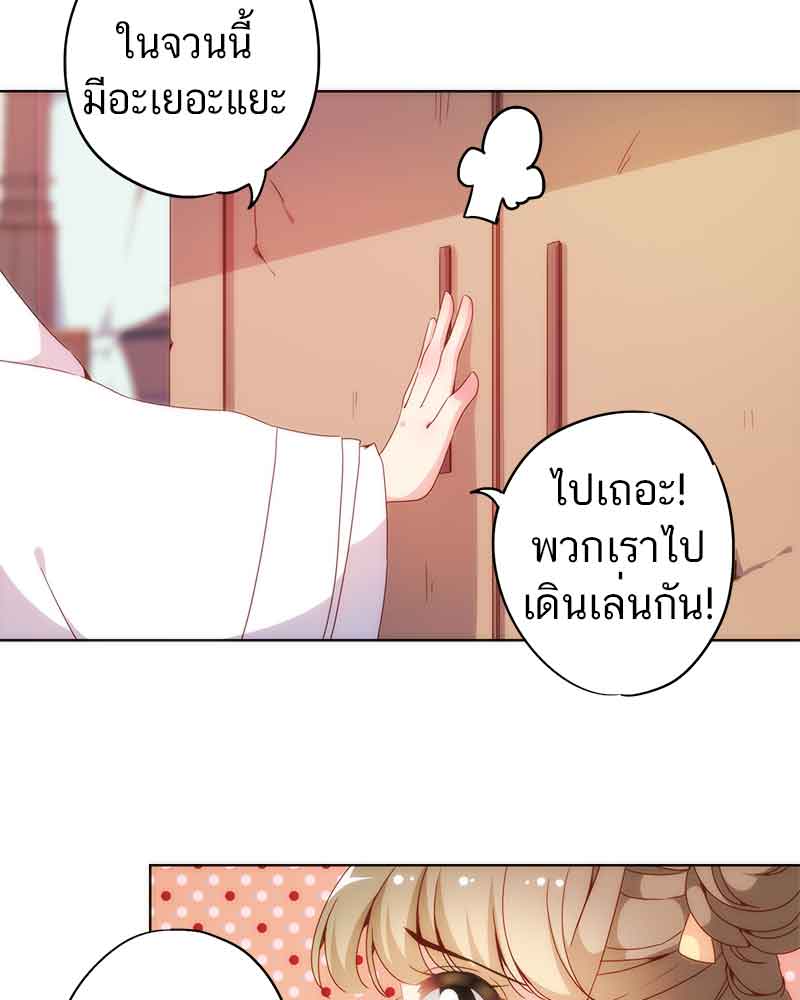 ในจวนนี้
มีอะเยอะแยะ
ไปเถอะ!
พวกเราไป
เดินเล่นกัน!